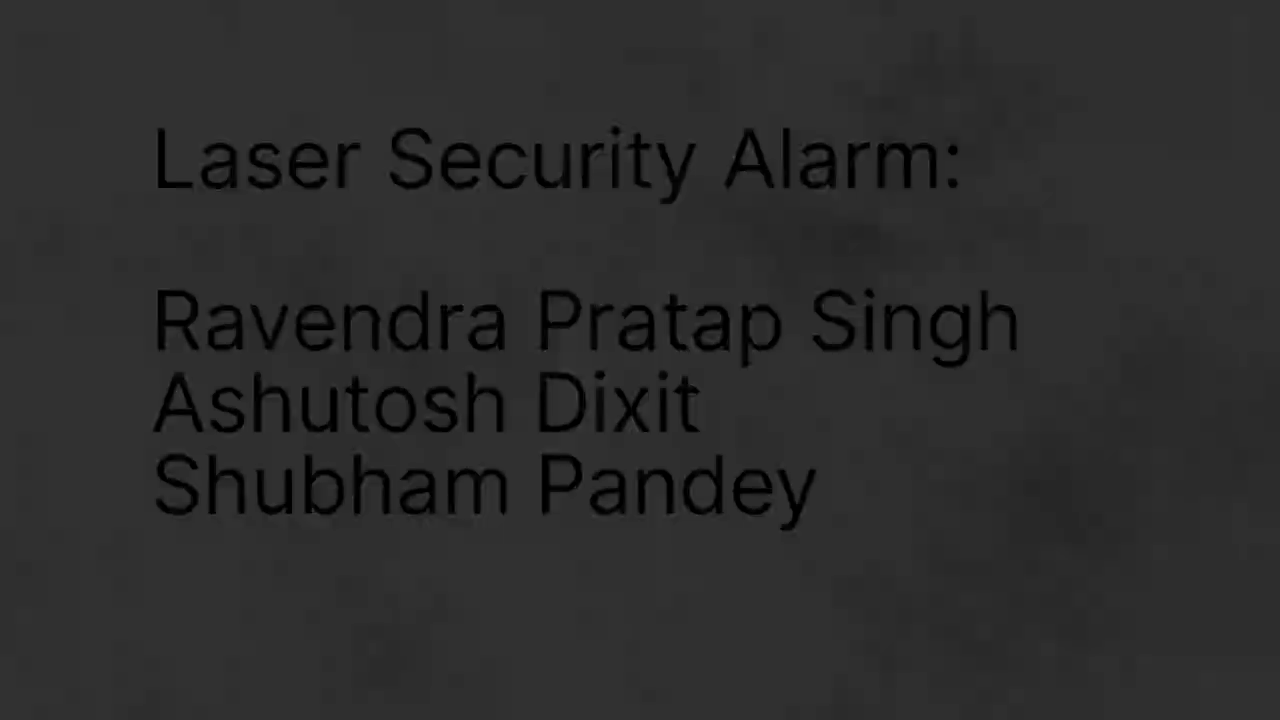 Laser Security Alarm:
Ravendra Pratap Singh
Ashutosh Dixit
Shubham Pandey